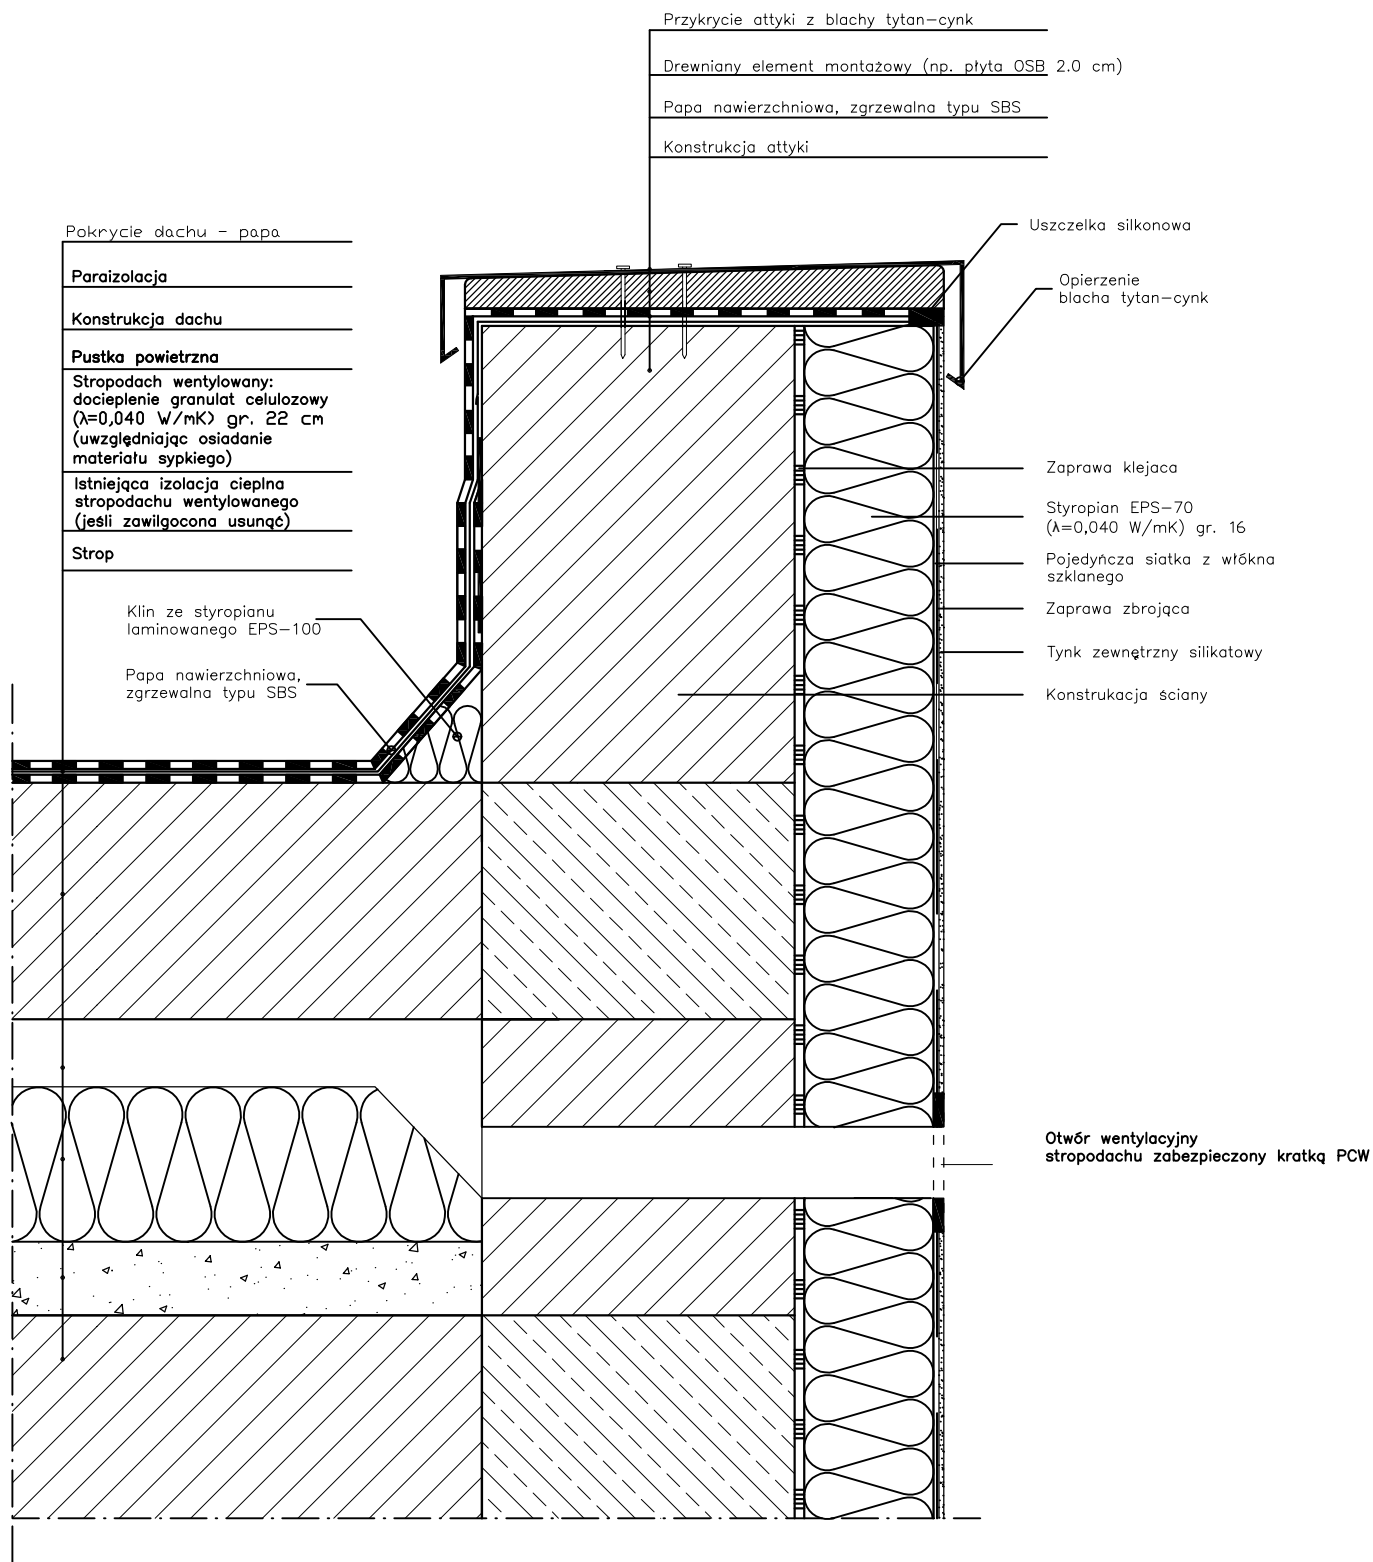 Przykrycie attyki z blachy tytan-cynk
Drewniany element montażowy (np. płyta OSB 2.0 cm)
Papa nawierzchniowa, zgrzewalna typu SBS
Konstrukcja attyki
Pokrycie dachu - papa
Paraizolacja
Konstrukcja dachu
Pustka powietrzna
Stropodach wentylowany:
docieplenie granulat celulozowy
(λ=0,040 W/mK) gr. 22 cm
(uwzględniając osiadanie
materiału sypkiego)
Istniejąca izolacja cieplna
stropodachu wentylowanego
(jeśli zawilgocona usunąć)
Strop
Klin ze styropianu
laminowanego EPS-100
Papa nawierzchniowa,
zgrzewalna typu SBS
Uszczelka silkonowa
Opierzenie
blacha tytan-cynk
Zaprawa klejaca
Styropian EPS-70
(λ=0,040 W/mK) gr. 16
Pojedyńcza siatka z włókna
szklanego
Zaprawa zbrojąca
Tynk zewnętrzny silikatowy
Konstrukacja ściany
Otwór wentylacyjny
stropodachu zabezpieczony kratką PCW